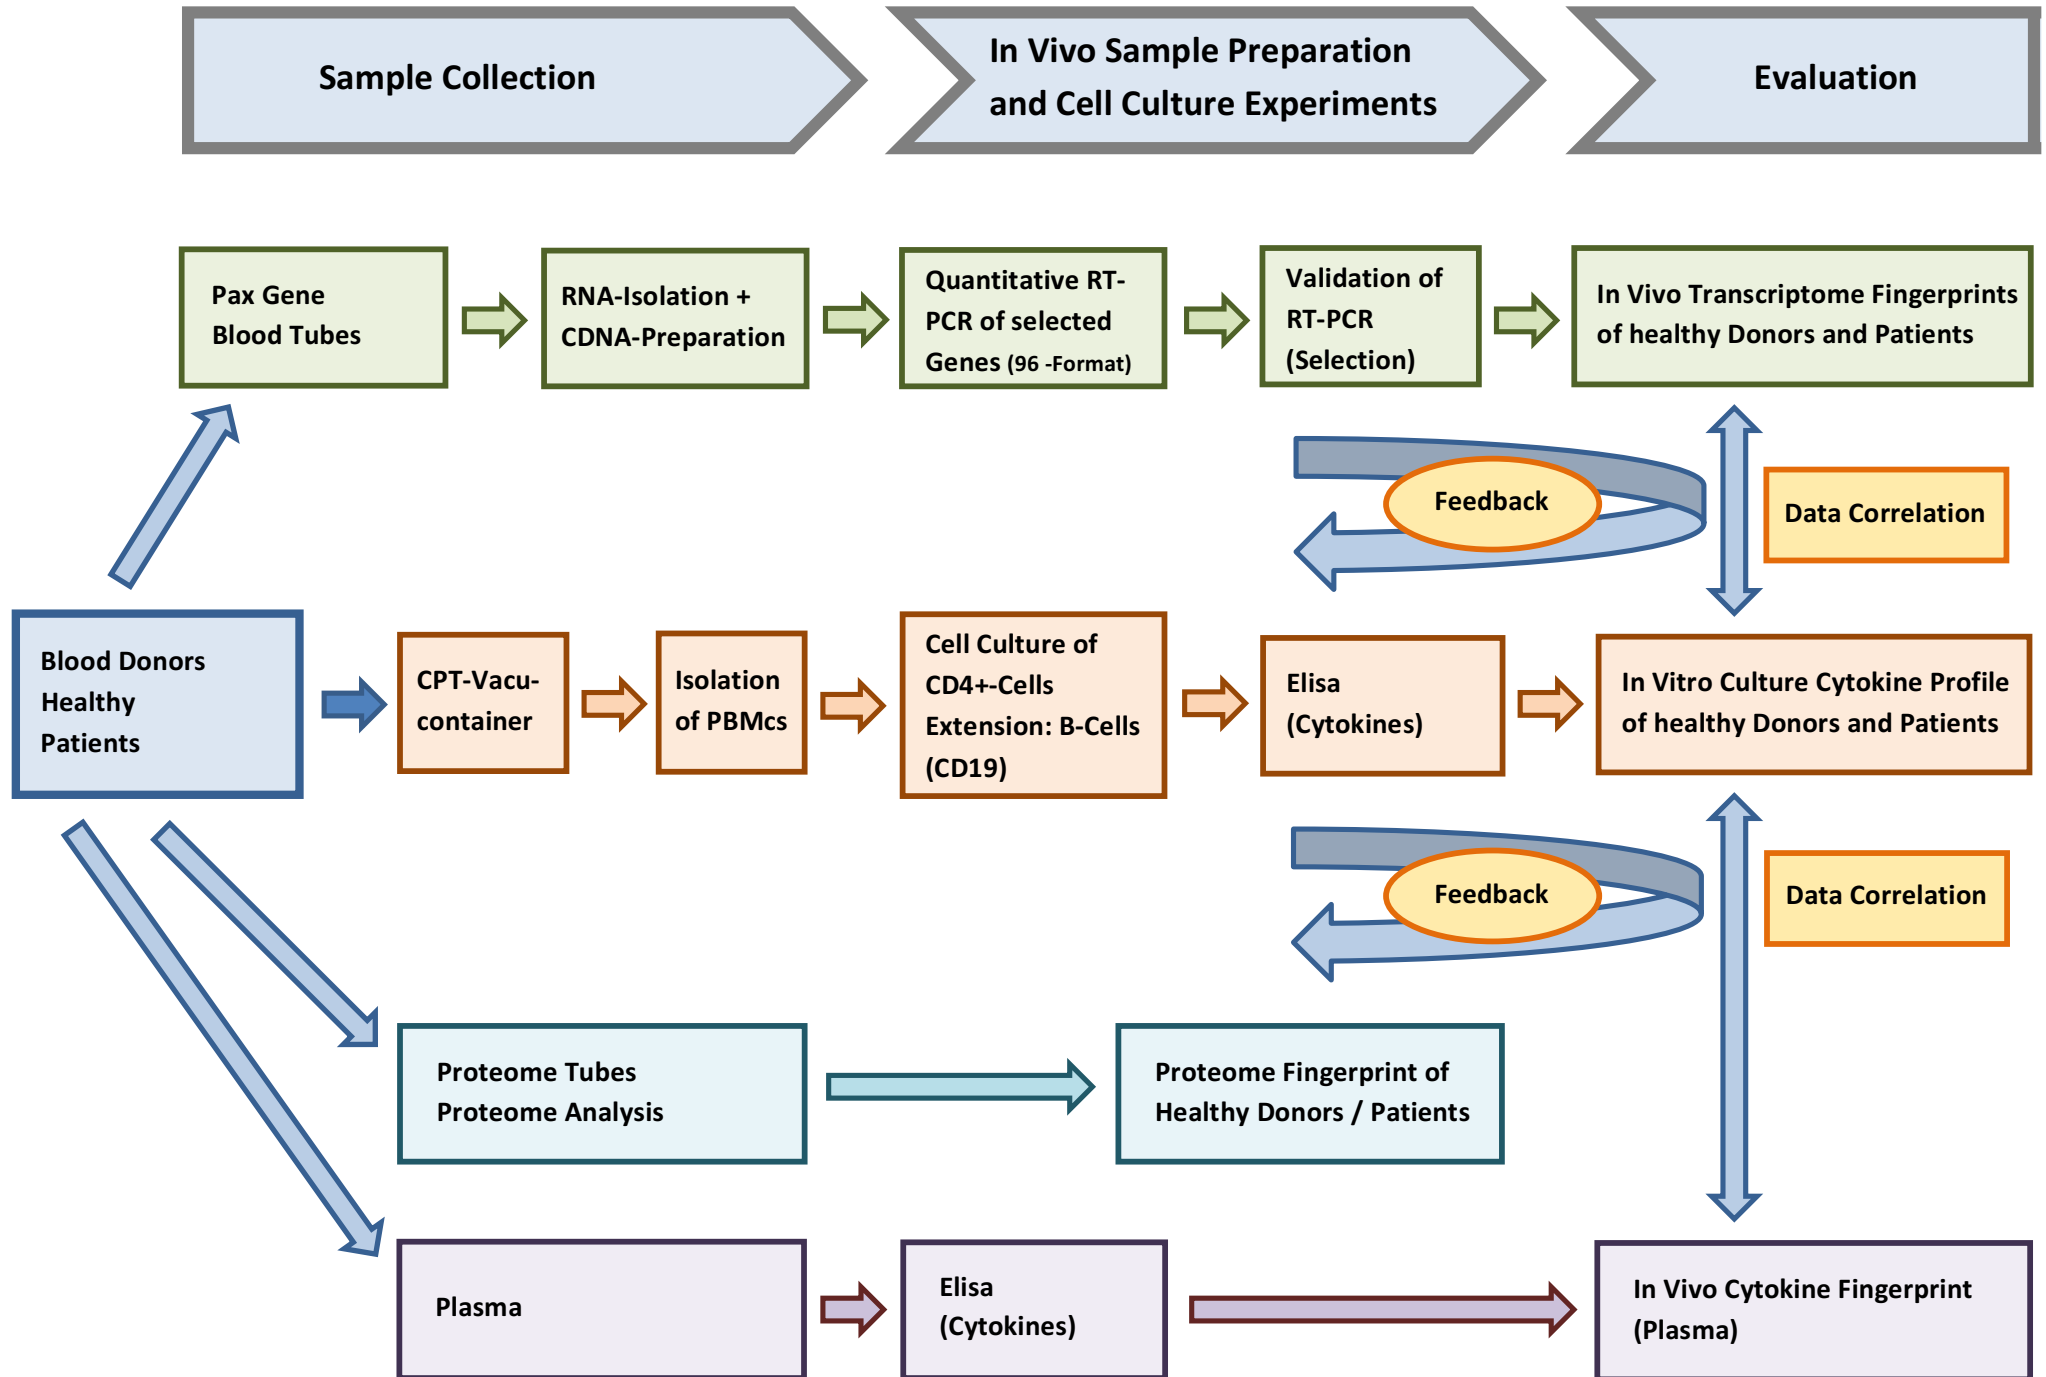 Sample Collection
In Vivo Sample Preparation
and Cell Culture Experiments
Evaluation
Pax Gene
Blood Tubes
RNA-Isolation +
CDNA-Preparation
Quantitative RT-
PCR of selected
Genes (96 -Format)
Validation of
RT-PCR
(Selection)
In Vivo Transcriptome Fingerprints
of healthy Donors and Patients
Feedback
Data Correlation
Blood Donors
Healthy
Patients
CPT-Vacu-
container
Isolation
of PBMcs
Cell Culture of
CD4+-Cells
Extension: B-Cells
(CD19)
Elisa
(Cytokines)
In Vitro Culture Cytokine Profile
of healthy Donors and Patients
Feedback
Data Correlation
Proteome Tubes
Proteome Analysis
Proteome Fingerprint of
Healthy Donors / Patients
Plasma
Elisa
(Cytokines)
In Vivo Cytokine Fingerprint
(Plasma)